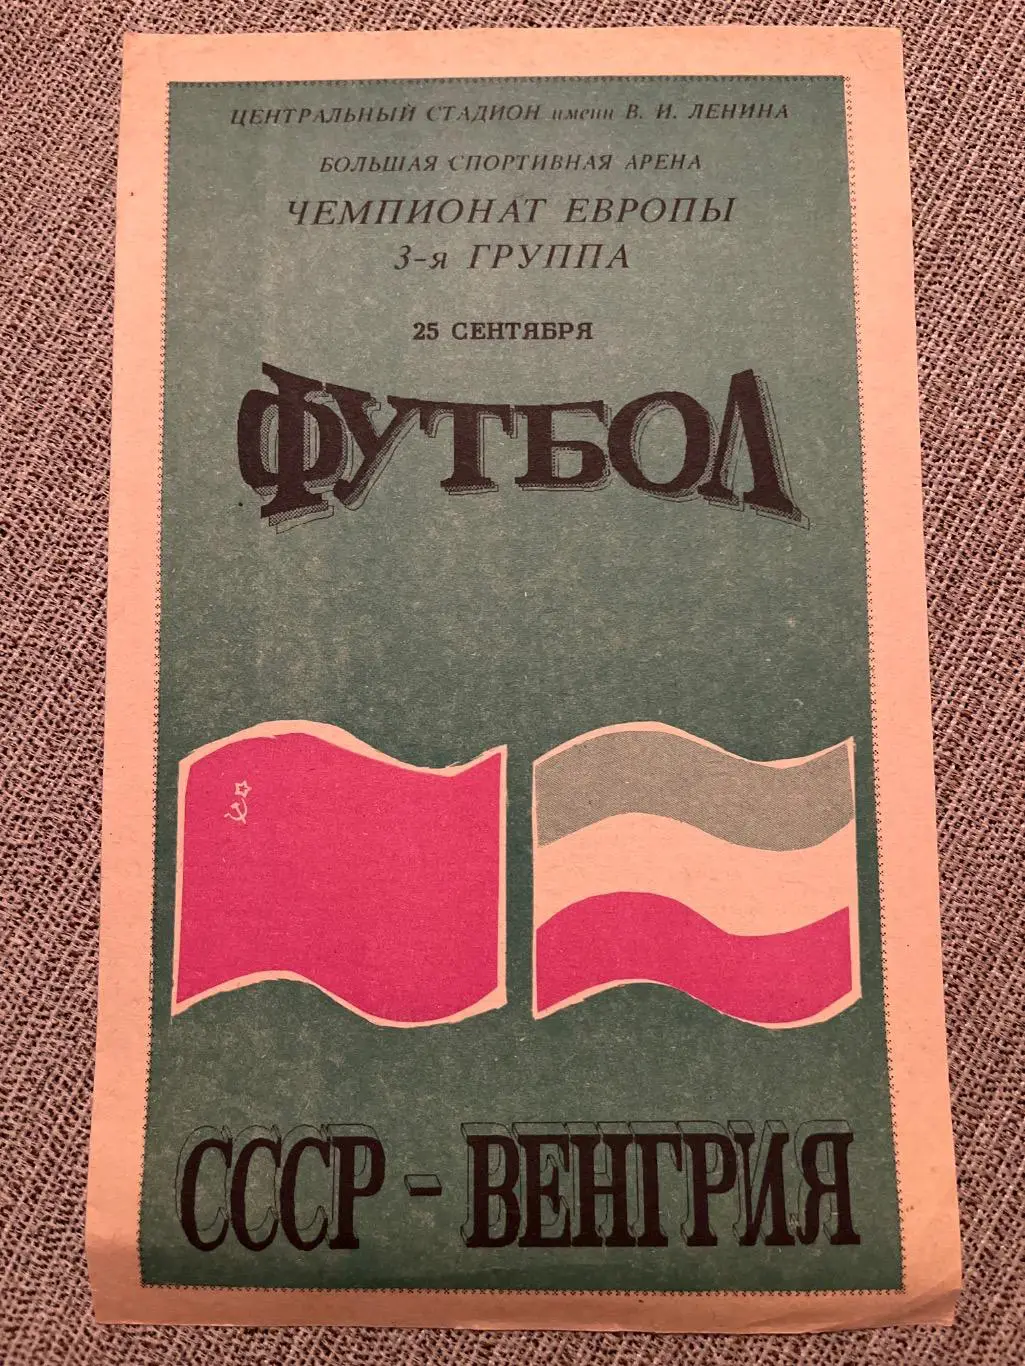 ЦЕНТРАЛЬНЫЙ СТАДИОН имени В. И. ЛЕНИНА
БОЛЬШАЯ СПОРТИВНАЯ АРЕНА
ЧЕМПИОНАТ ЕВРОПЫ
3-я ГРУППА
25 СЕНТЯБРЯ
ФУТБОЛ
СССР - ВЕНГРИЯ